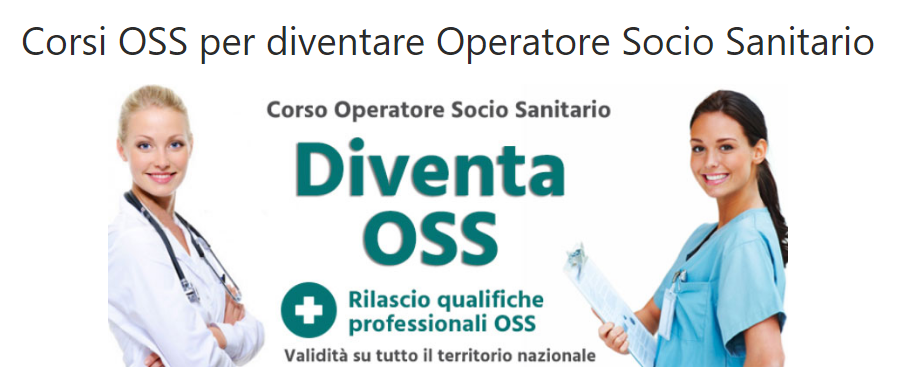 Corsi OSS per diventare Operatore Socio Sanitario
Corso Operatore Socio Sanitario
Diventa
OSS
Rilascio qualifiche
professionali OSS
Validità su tutto il territorio nazionale